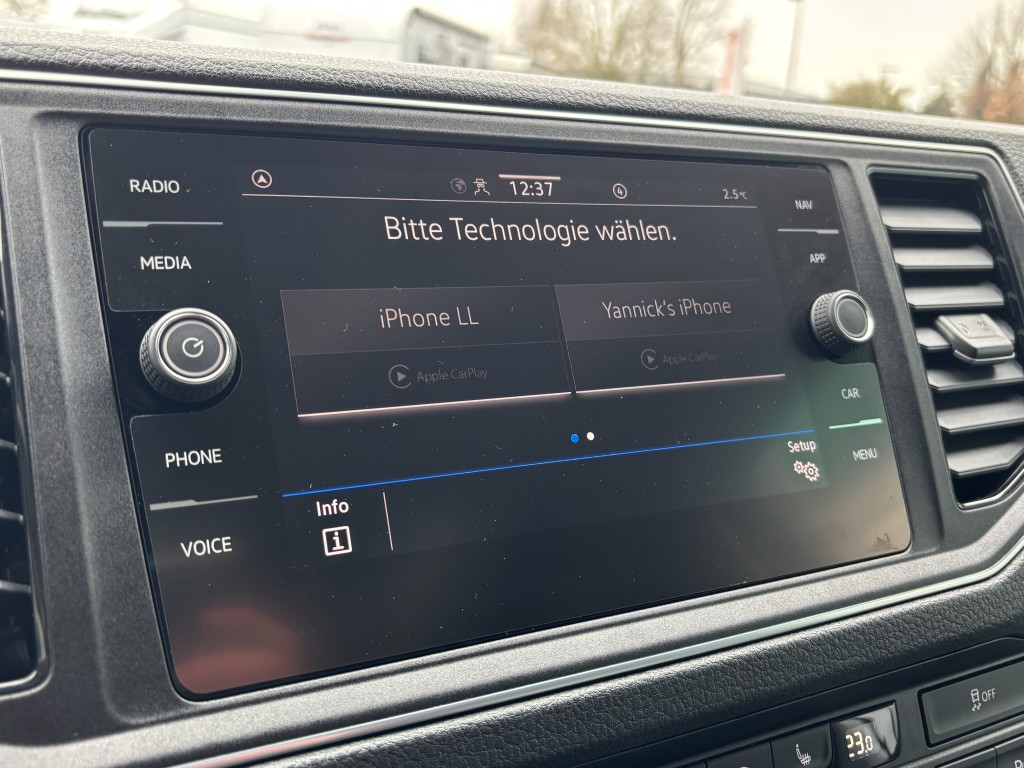 RADIO
MEDIA
PHONE
VOICE
12:37
4
2.5°C
Bitte Technologie wählen.
iPhone LL
Apple CarPlay
Yannick's iPhone
Apple CarPlay
Info
i
Setup
NAV
APP
CAR
MENU
OFF
23.0